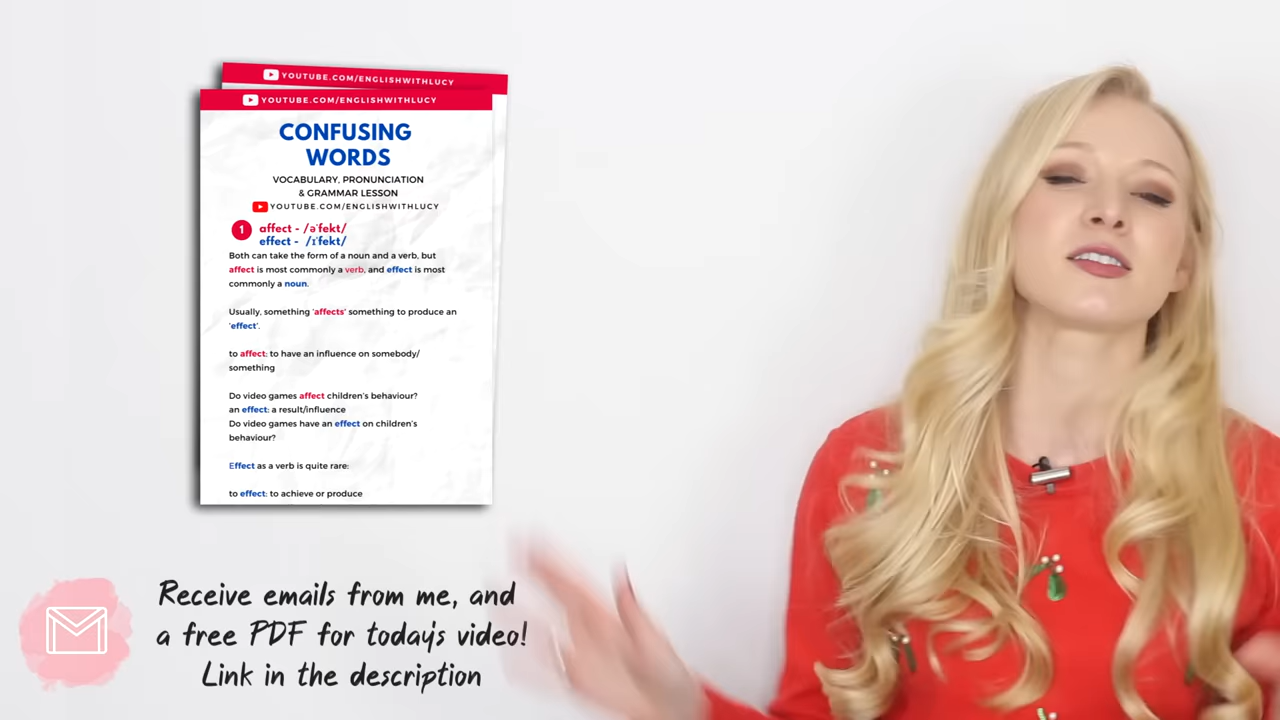 YOUTUBE.COM/ENGLISHWITHLUCY
YOUTUBE.COM/ENGLISHWITHLUCY
CONFUSING
WORDS
VOCABULARY, PRONUNCIATION
& GRAMMAR LESSON
YOUTUBE.COM/ENGLISHWITHLUCY
1 affect - /əˈfekt/
effect - /ɪˈfekt/
Both can take the form of a noun and a verb, but
affect is most commonly a verb, and effect is most
commonly a noun.
Usually, something 'affects' something to produce an
'effect'.
to affect: to have an influence on somebody/
something
Do video games affect children's behaviour?
an effect: a result/influence
Do video games have an effect on children's
behaviour?
Effect as a verb is quite rare:
to effect: to achieve or produce
Receive emails from me, and
a free PDF for today's video!
Link in the description